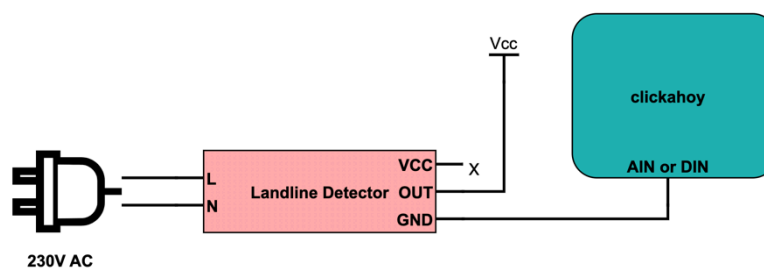 Vcc
clickahoy
VCC
X
L
Landline Detector
OUT
AIN or DIN
N
GND
230V AC